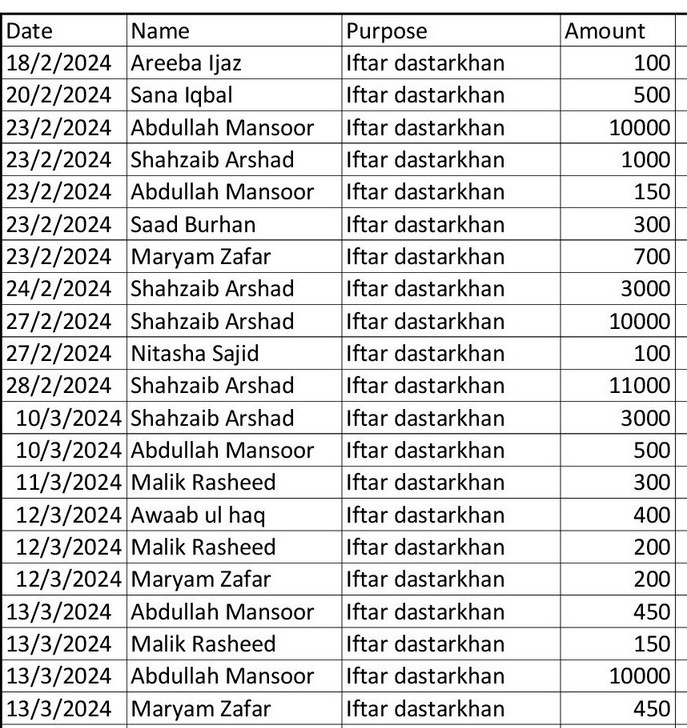 Date Name Purpose Amount
18/2/2024 Areeba Ijaz Iftar dastarkhan 100
20/2/2024 Sana Iqbal Iftar dastarkhan 500
23/2/2024 Abdullah Mansoor Iftar dastarkhan 10000
23/2/2024 Shahzaib Arshad Iftar dastarkhan 1000
23/2/2024 Abdullah Mansoor Iftar dastarkhan 150
23/2/2024 Saad Burhan Iftar dastarkhan 300
23/2/2024 Maryam Zafar Iftar dastarkhan 700
24/2/2024 Shahzaib Arshad Iftar dastarkhan 3000
27/2/2024 Shahzaib Arshad Iftar dastarkhan 10000
27/2/2024 Nitasha Sajid Iftar dastarkhan 100
28/2/2024 Shahzaib Arshad Iftar dastarkhan 11000
10/3/2024 Shahzaib Arshad Iftar dastarkhan 3000
10/3/2024 Abdullah Mansoor Iftar dastarkhan 500
11/3/2024 Malik Rasheed Iftar dastarkhan 300
12/3/2024 Awaab ul haq Iftar dastarkhan 400
12/3/2024 Malik Rasheed Iftar dastarkhan 200
12/3/2024 Maryam Zafar Iftar dastarkhan 200
13/3/2024 Abdullah Mansoor Iftar dastarkhan 450
13/3/2024 Malik Rasheed Iftar dastarkhan 150
13/3/2024 Abdullah Mansoor Iftar dastarkhan 10000
13/3/2024 Maryam Zafar Iftar dastarkhan 450